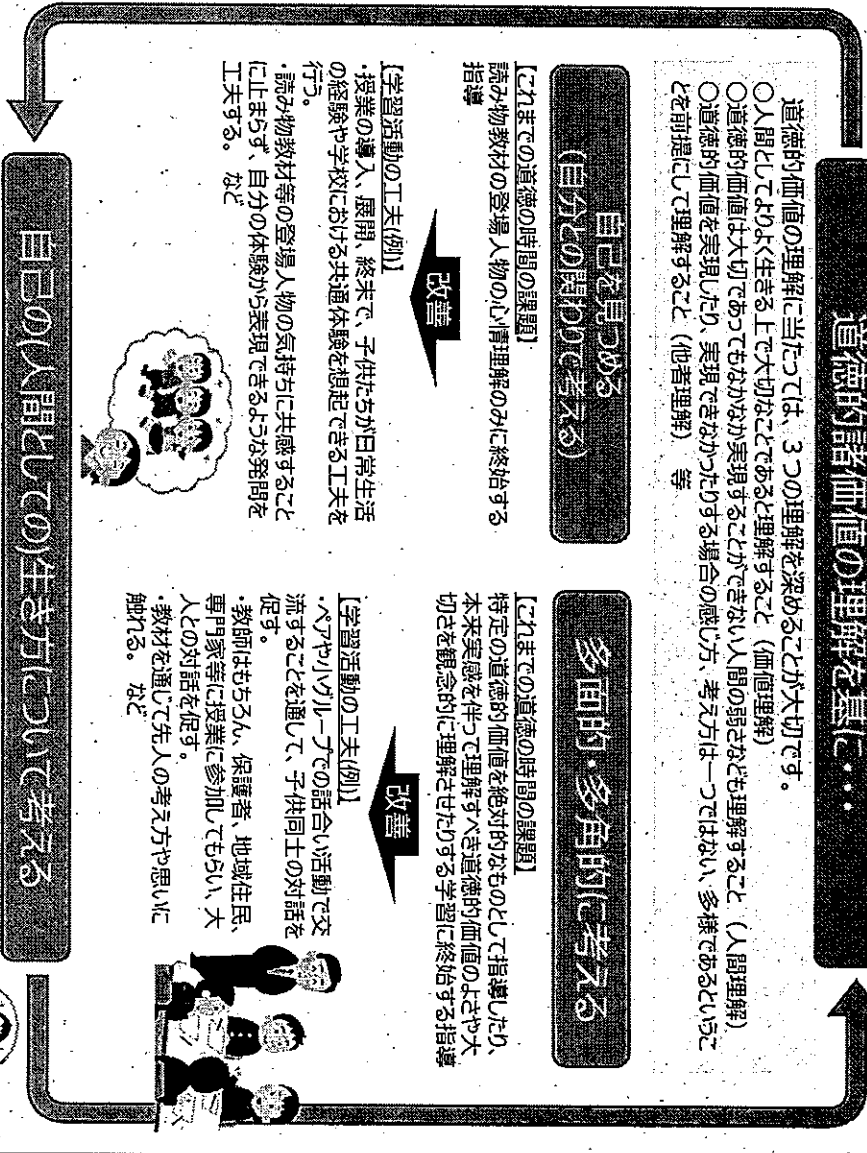 道徳的諸価値の理解を基に・・・
道徳的価値の理解に当たっては、3つの理解を深めることが大切です。
○人間としてよりよく生きる上で大切なことであると理解すること（価値理解）
○道徳的価値は大切であってもなかなか実現することができない人間の弱さなども理解すること（人間理解）
○道徳的価値を実現したり、実現できなかったりする場合の感じ方、考え方は一つではない、多様であるというこ
とを前提にして理解すること（他者理解）　等
自己を見つめる
(自分との関わりで考える)
【これまでの道徳の時間の課題】
読み物教材の登場人物の心情理解のみに終始する
指導
改善
【学習活動の工夫(例)】
・授業の導入、展開、終末で、子供たちが日常生活
の経験や学校における共通体験を想起できる工夫を
行う。
・読み物教材等の登場人物の気持ちに共感すること
に止まらず、自分の体験から表現できるような発問を
工夫する。　など
多面的・多角的に考える
【これまでの道徳の時間の課題】
特定の道徳的価値を絶対的なものとして指導したり、
本来実感を伴って理解すべき道徳的価値のよさや大
切さを観念的に理解させたりする学習に終始する指導
改善
【学習活動の工夫(例)】
・ペアや小グループでの話合い活動で交
流することを通して、子供同士の対話を
促す。
・教師はもちろん、保護者、地域住民、
専門家等に授業に参加してもらい、大
人との対話を促す。
・教材を通じて先人の考え方や思いに
触れる。　など
自己の(人間としての)生き方について考える